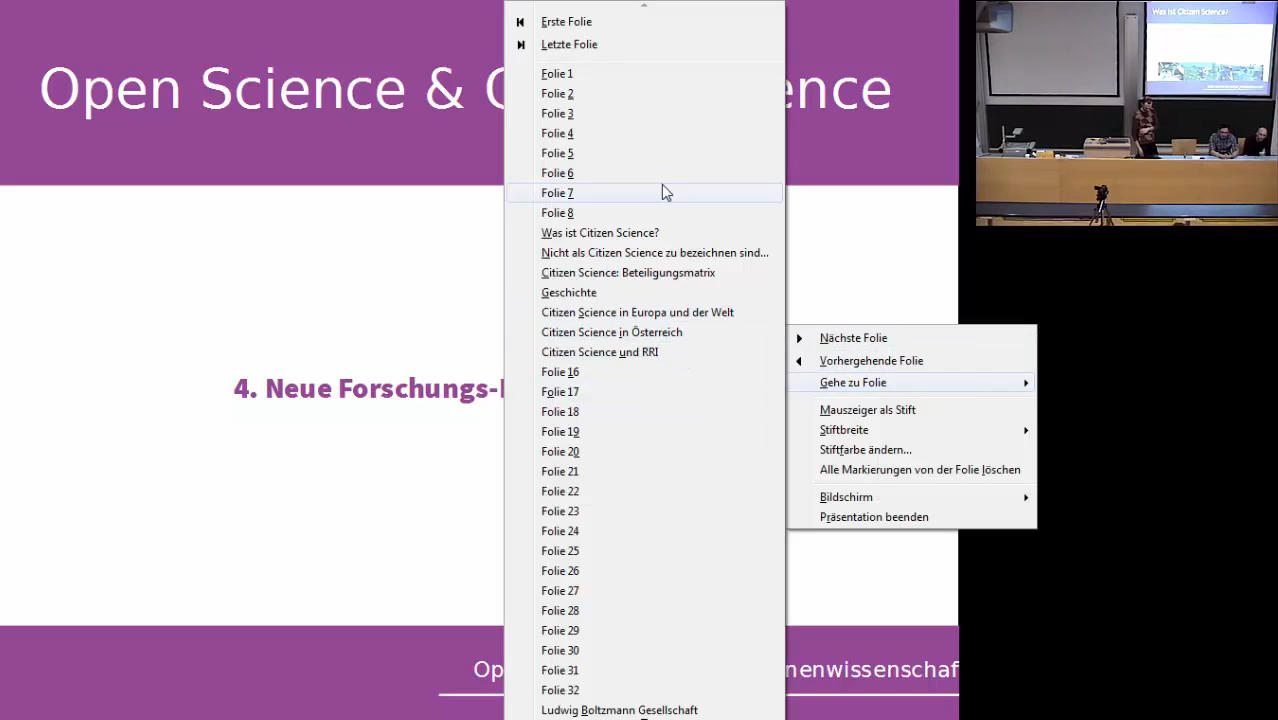 Open Science & C
ence
4. Neue Forschungs-
Op
nenwissenschaf
Erste Folie
Letzte Folie
Folie 1
Folie 2
Folie 3
Folie 4
Folie 5
Folie 6
Folie 7
Folie 8
Was ist Citizen Science?
Nicht als Citizen Science zu bezeichnen sind...
Citizen Science: Beteiligungsmatrix
Geschichte
Citizen Science in Europa und der Welt
Citizen Science in Österreich
Citizen Science und RRI
Folie 16
Folie 17
Folie 18
Folie 19
Folie 20
Folie 21
Folie 22
Folie 23
Folie 24
Folie 25
Folie 26
Folie 27
Folie 28
Folie 29
Folie 30
Folie 31
Folie 32
Ludwig Boltzmann Gesellschaft
Nächste Folie
Vorhergehende Folie
Gehe zu Folie
Mauszeiger als Stift
Stiftbreite
Stiftfarbe ändern...
Alle Markierungen von der Folie löschen
Bildschirm
Präsentation beenden
Was ist Citizen Science?